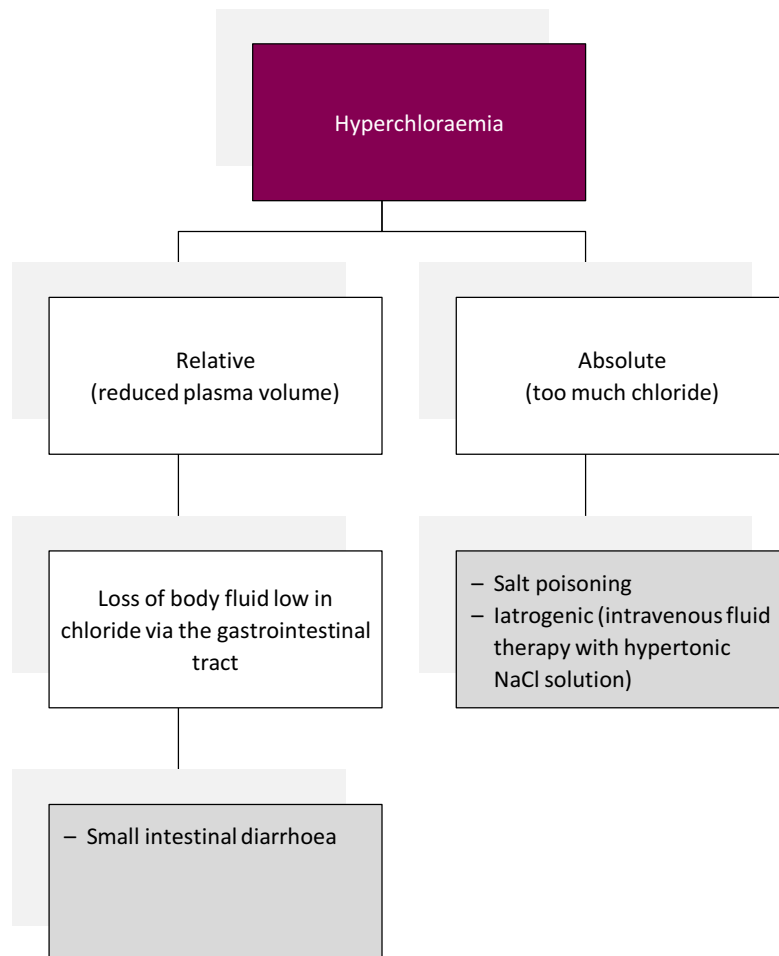 Hyperchloraemia
Relative
(reduced plasma volume)
Absolute
(too much chloride)
Loss of body fluid low in
chloride via the gastrointestinal
tract
– Salt poisoning
– Iatrogenic (intravenous fluid
therapy with hypertonic
NaCl solution)
– Small intestinal diarrhoea